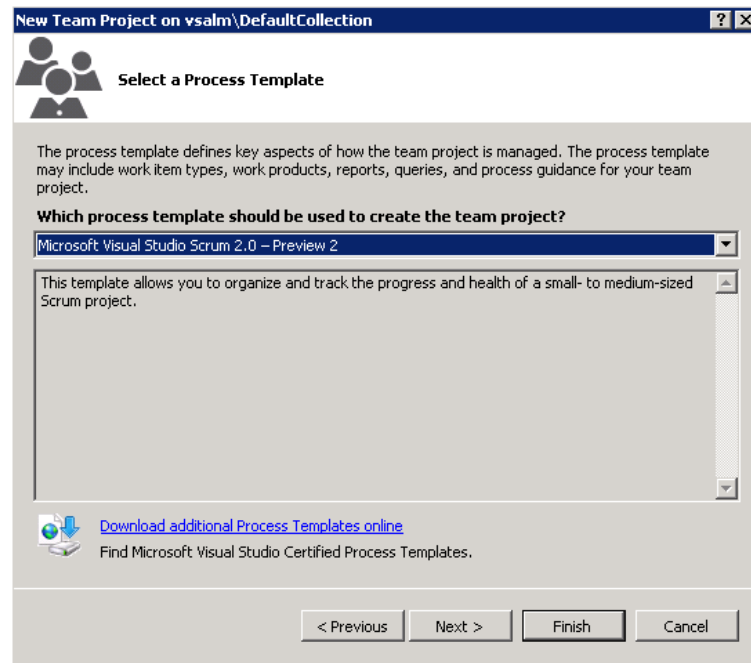 New Team Project on vsalm\DefaultCollection
Select a Process Template
The process template defines key aspects of how the team project is managed. The process template
may include work item types, work products, reports, queries, and process guidance for your team
project.
Which process template should be used to create the team project?
Microsoft Visual Studio Scrum 2.0 – Preview 2
This template allows you to organize and track the progress and health of a small- to medium-sized
Scrum project.
Download additional Process Templates online
Find Microsoft Visual Studio Certified Process Templates.
< Previous Next > Finish Cancel